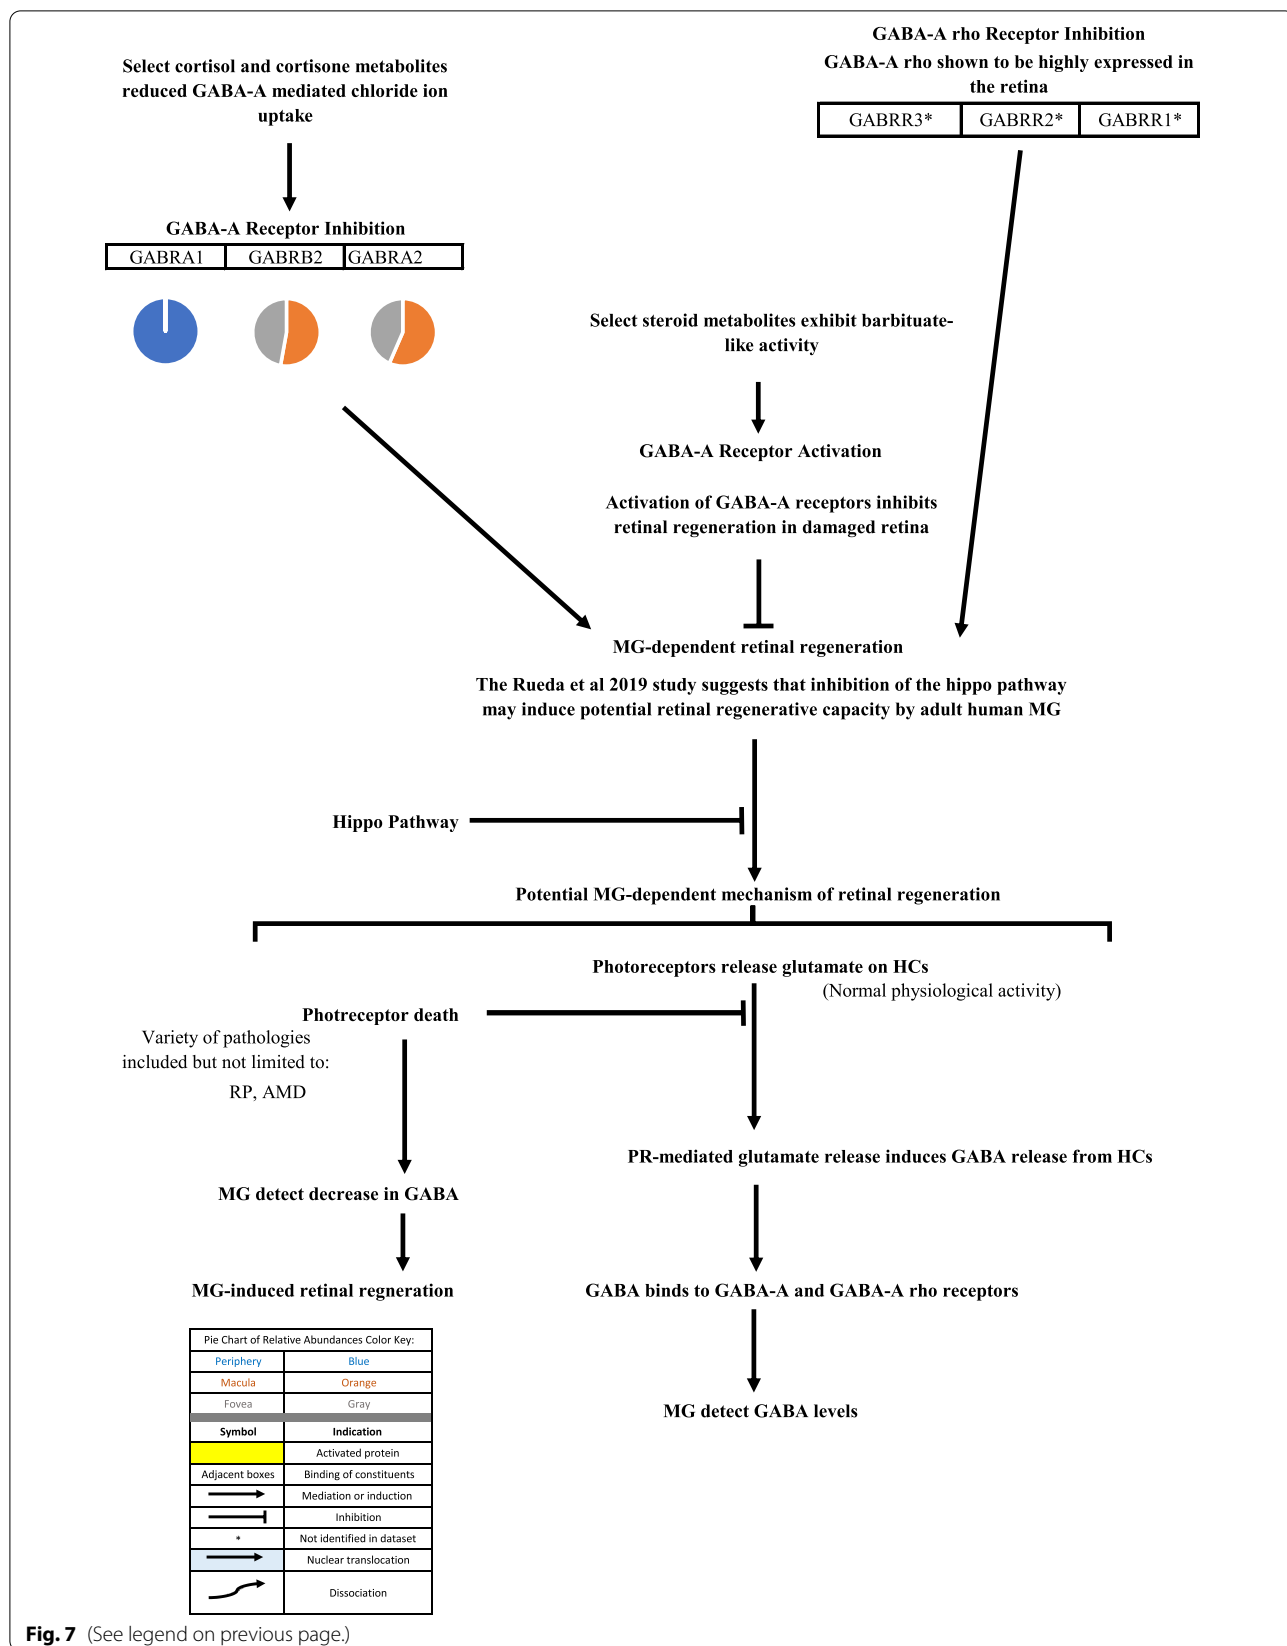 Select cortisol and cortisone metabolites
reduced GABA-A mediated chloride ion
uptake
GABA-A Receptor Inhibition
GABRA1 GABRB2 GABRA2
GABA-A rho Receptor Inhibition
GABA-A rho shown to be highly expressed in
the retina
GABRR3* GABRR2* GABRR1*
Select steroid metabolites exhibit barbituate-
like activity
GABA-A Receptor Activation
Activation of GABA-A receptors inhibits
retinal regeneration in damaged retina
MG-dependent retinal regeneration
The Rueda et al 2019 study suggests that inhibition of the hippo pathway
may induce potential retinal regenerative capacity by adult human MG
Hippo Pathway
Potential MG-dependent mechanism of retinal regeneration
Photoreceptors release glutamate on HCs
(Normal physiological activity)
Photreceptor death
Variety of pathologies
included but not limited to:
RP, AMD
PR-mediated glutamate release induces GABA release from HCs
MG detect decrease in GABA
MG-induced retinal regneration
GABA binds to GABA-A and GABA-A rho receptors
MG detect GABA levels
Pie Chart of Relative Abundances Color Key:
Periphery Blue
Macula Orange
Fovea Gray
Symbol Indication
Activated protein
Adjacent boxes Binding of constituents
Mediation or induction
Inhibition
* Not identified in dataset
Nuclear translocation
Dissociation
Fig. 7 (See legend on previous page.)